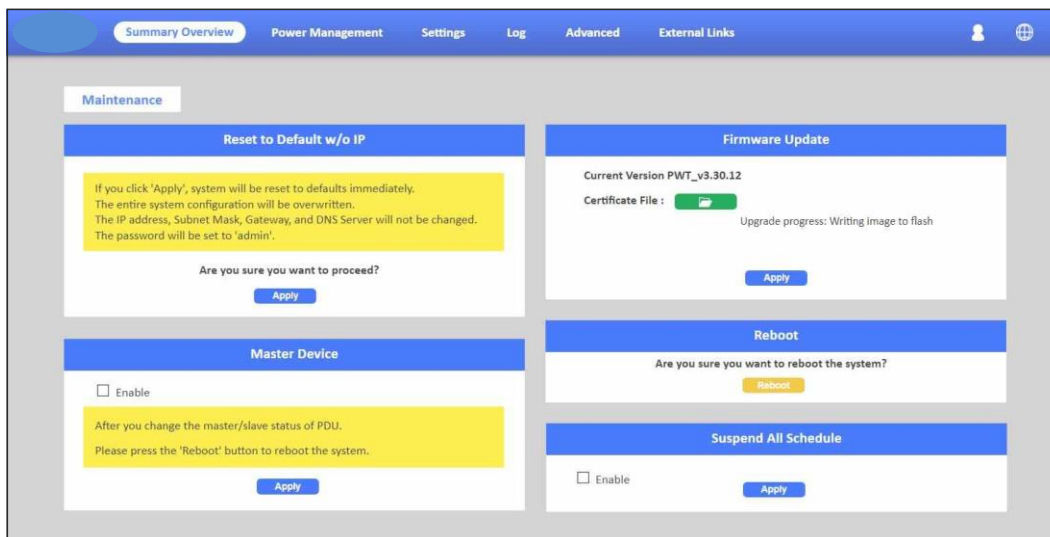 Summary Overview
Power Management
Settings
Log
Advanced
External Links
Maintenance
Reset to Default w/o IP
If you click 'Apply', system will be reset to defaults immediately.
The entire system configuration will be overwritten.
The IP address, Subnet Mask, Gateway, and DNS Server will not be changed.
The password will be set to 'admin'.
Are you sure you want to proceed?
Apply
Master Device
Enable
After you change the master/slave status of PDU.
Please press the 'Reboot' button to reboot the system.
Apply
Firmware Update
Current Version PWT_v3.30.12
Certificate File :
Upgrade progress: Writing image to flash
Apply
Reboot
Are you sure you want to reboot the system?
Reboot
Suspend All Schedule
Enable
Apply